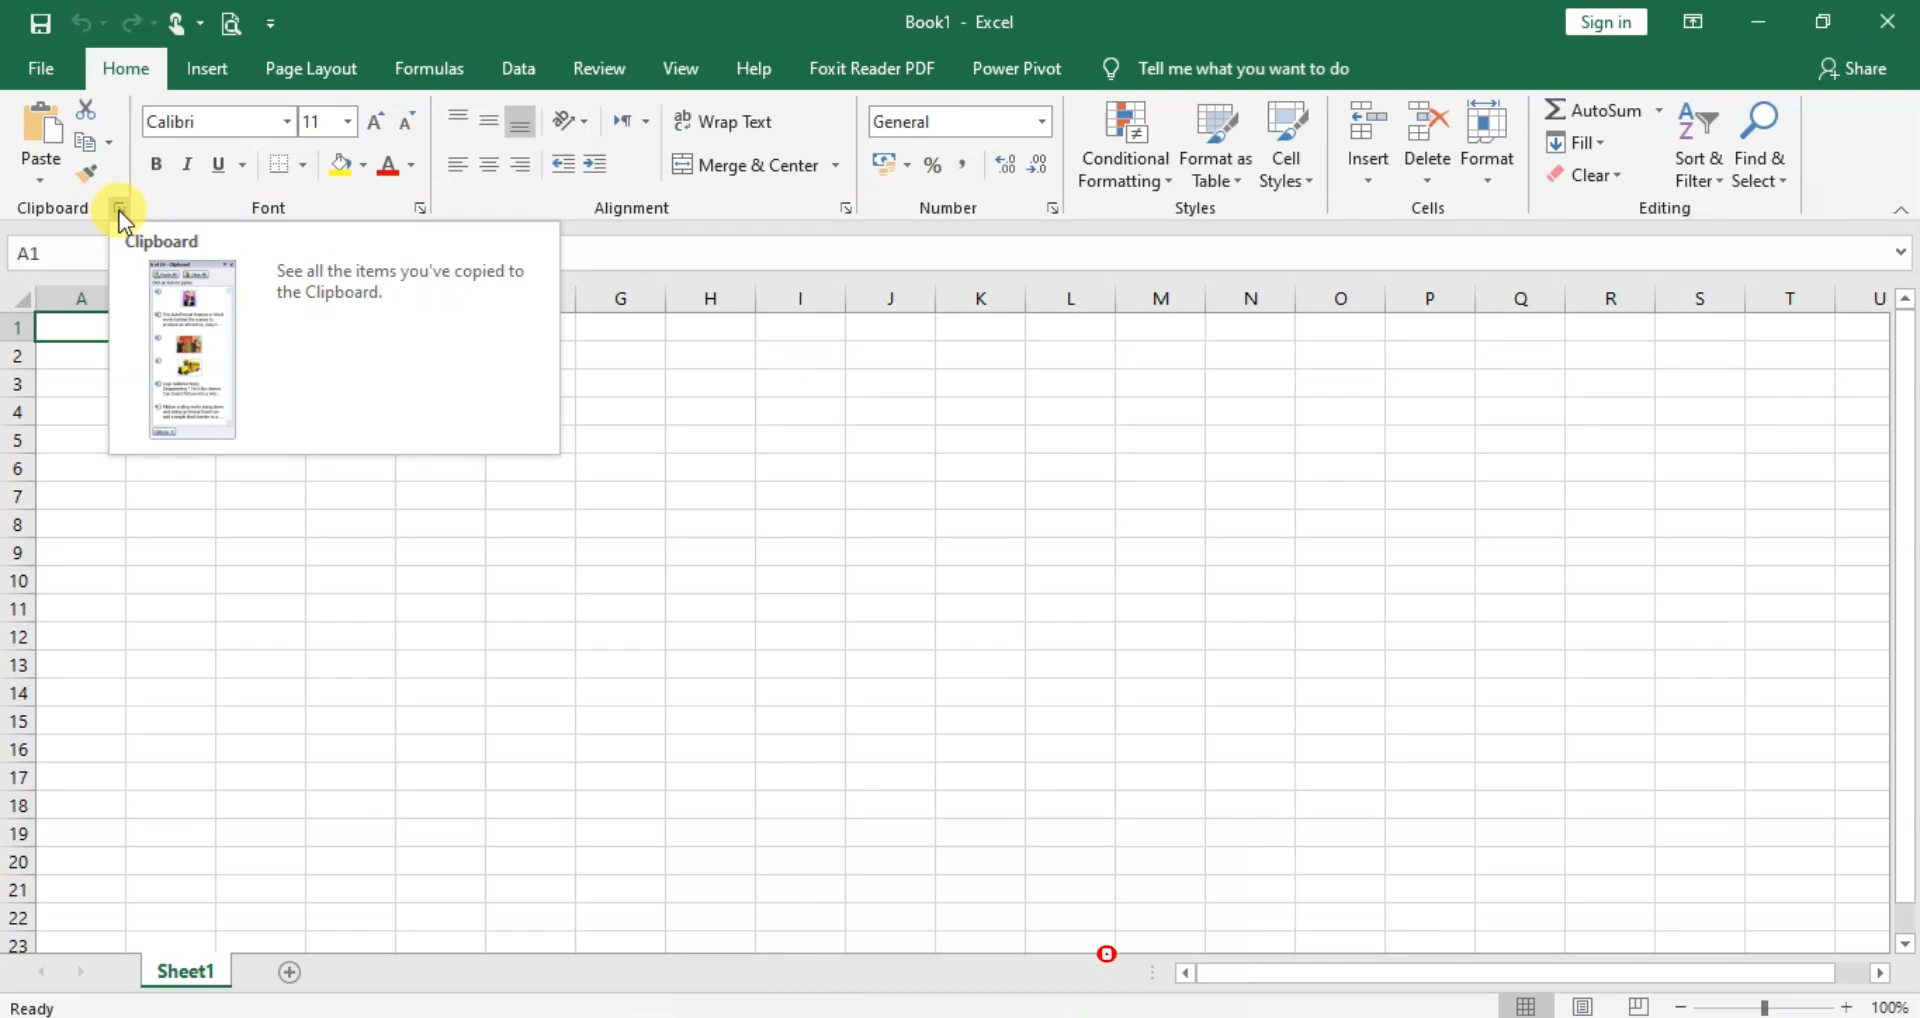 Book1 - Excel
Sign in
File Home Insert Page Layout Formulas Data Review View Help Foxit Reader PDF Power Pivot Tell me what you want to do Share
Calibri 11 Wrap Text General AutoSum
Fill
Paste B I U Merge & Center % Conditional Formatting Format as Table Cell Styles Insert Delete Format Clear Sort & Filter Find & Select
Clipboard Font Alignment Number Styles Cells Editing
A1
Clipboard
See all the items you've copied to
the Clipboard.
A G H I J K L M N O P Q R S T U
1
2
3
4
5
6
7
8
9
10
11
12
13
14
15
16
17
18
19
20
21
22
23
Sheet1
Ready 100%